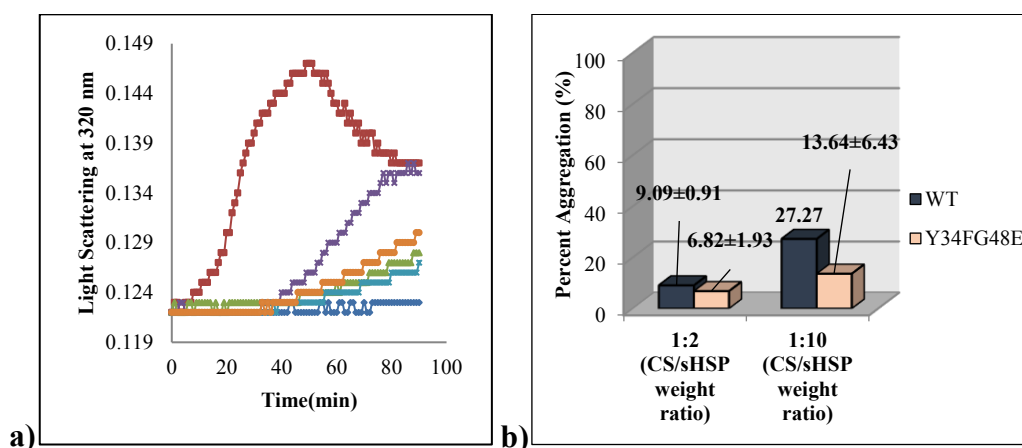 0.149
0.144
0.139
0.134
0.129
0.124
0.119
0 20 40 60 80 100
Light Scattering at 320 nm
Time(min)
a)
100
80
60
40
20
0
Percent Aggregation (%)
9.09±0.91
6.82±1.93
27.27
13.64±6.43
1:2
(CS/sHSP
weight
ratio)
1:10
(CS/sHSP
weight
ratio)
WT
Y34FG48E
b)